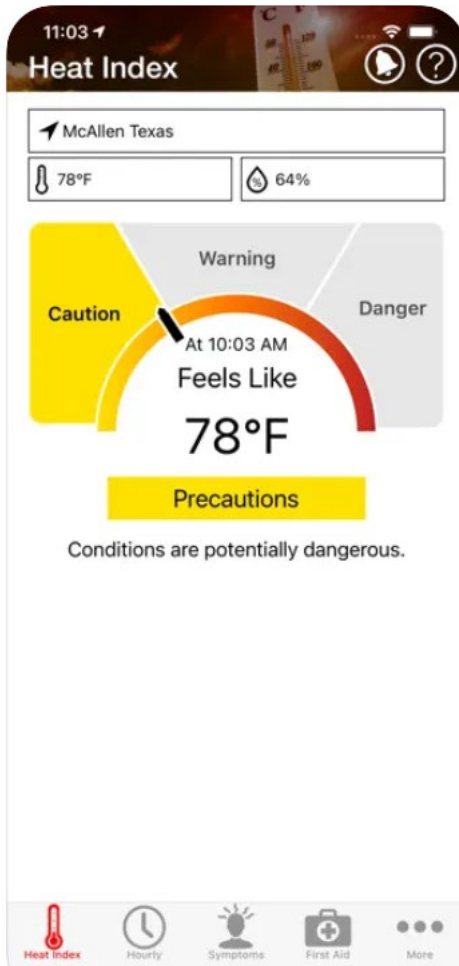 11:03
Heat Index
McAllen Texas
78°F
64%
Warning
Caution
Danger
At 10:03 AM
Feels Like
78°F
Precautions
Conditions are potentially dangerous.
Heat Index
Hourly
Symptoms
First Aid
More